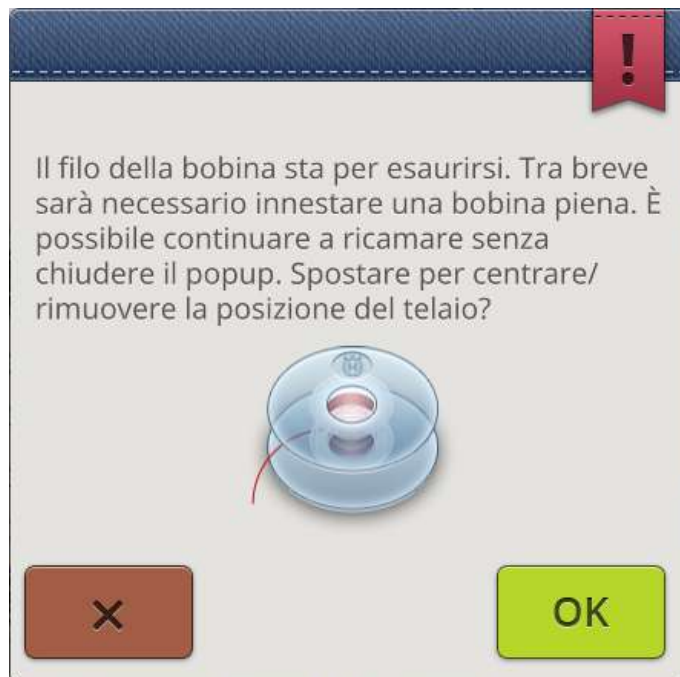 !
Il filo della bobina sta per esaurirsi. Tra breve
sarà necessario innestare una bobina piena. È
possibile continuare a ricamare senza
chiudere il popup. Spostare per centrare/
rimuovere la posizione del telaio?
OK